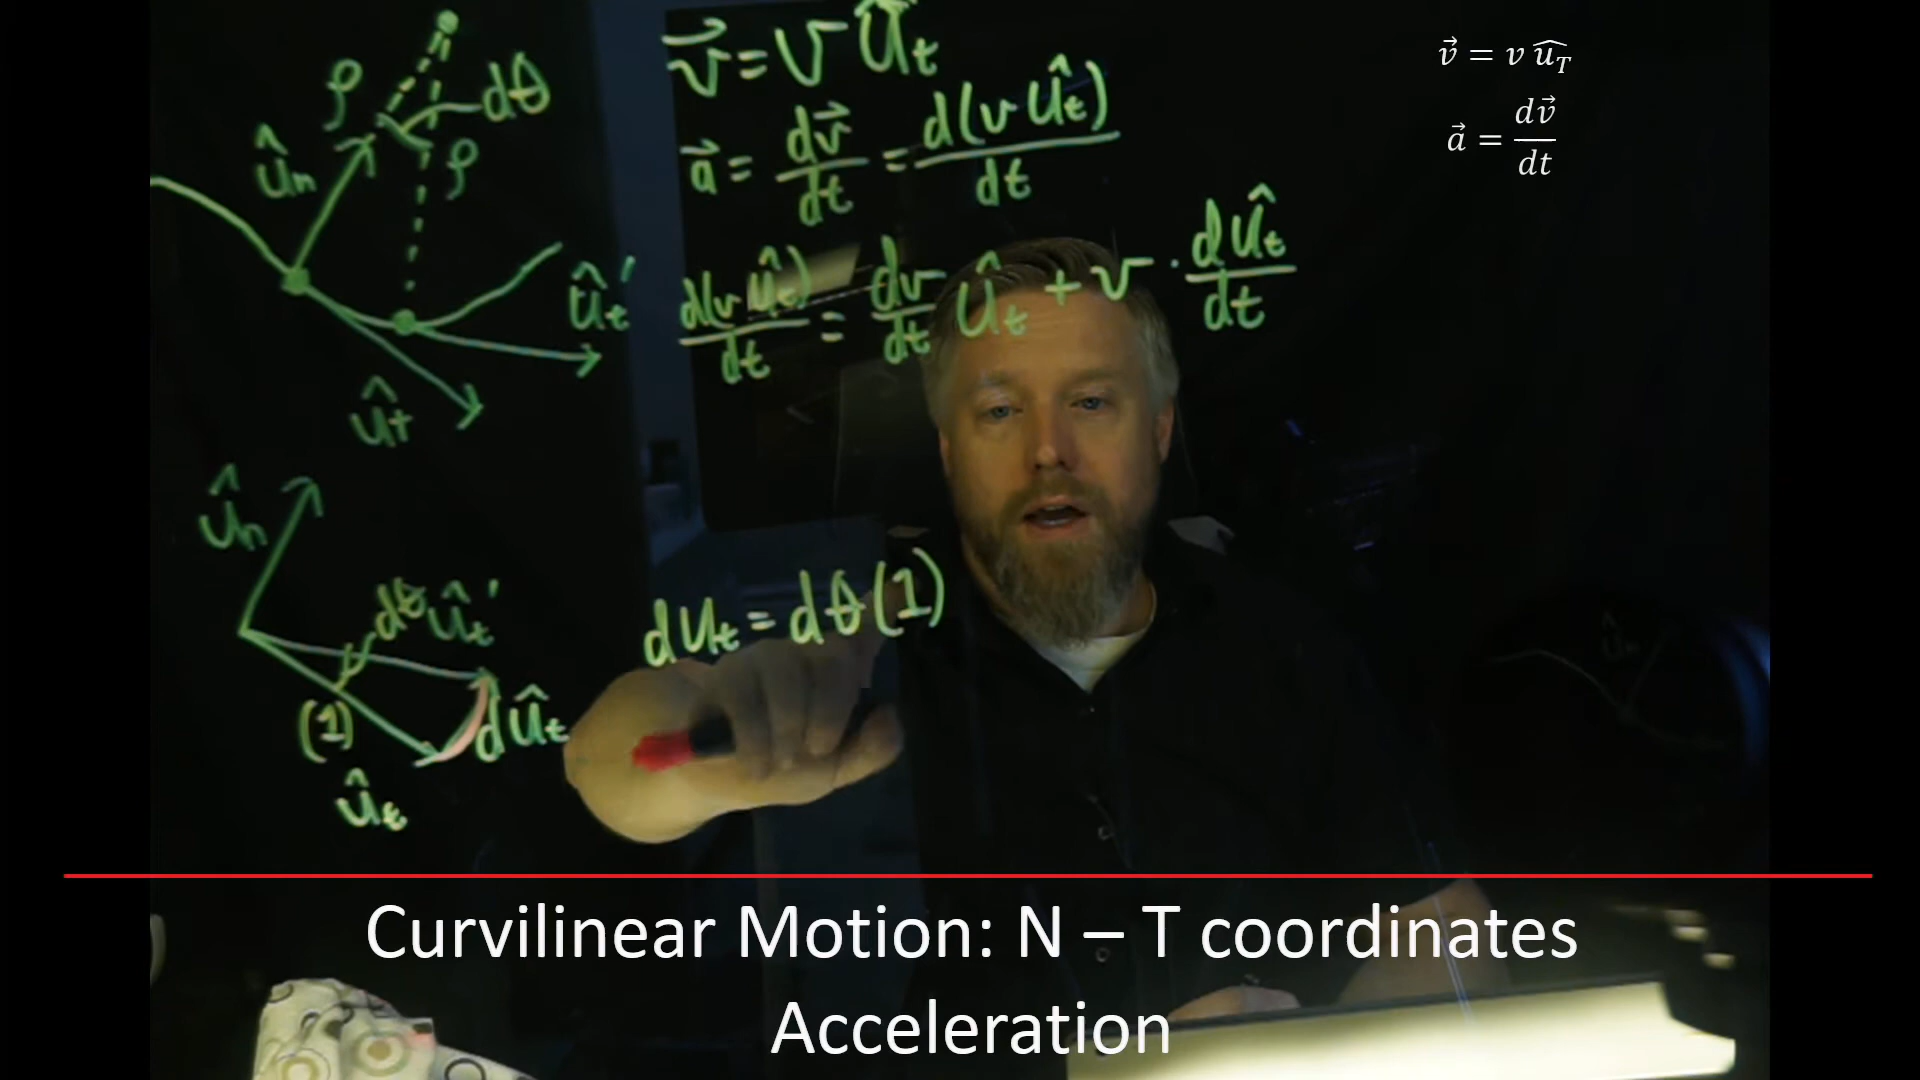 ρ
dθ
û_n
ρ
û_t'
û_t
û_n
dθ
û_t'
(1)
dû_t
û_t
v⃗ = v û_t
a⃗ = dv⃗/dt = d(v û_t)/dt
d(v û_t)/dt = dv/dt û_t + v · dû_t/dt
du_t = dθ(1)
v⃗ = v û_T
a⃗ = dv⃗/dt
Curvilinear Motion: N – T coordinates
Acceleration